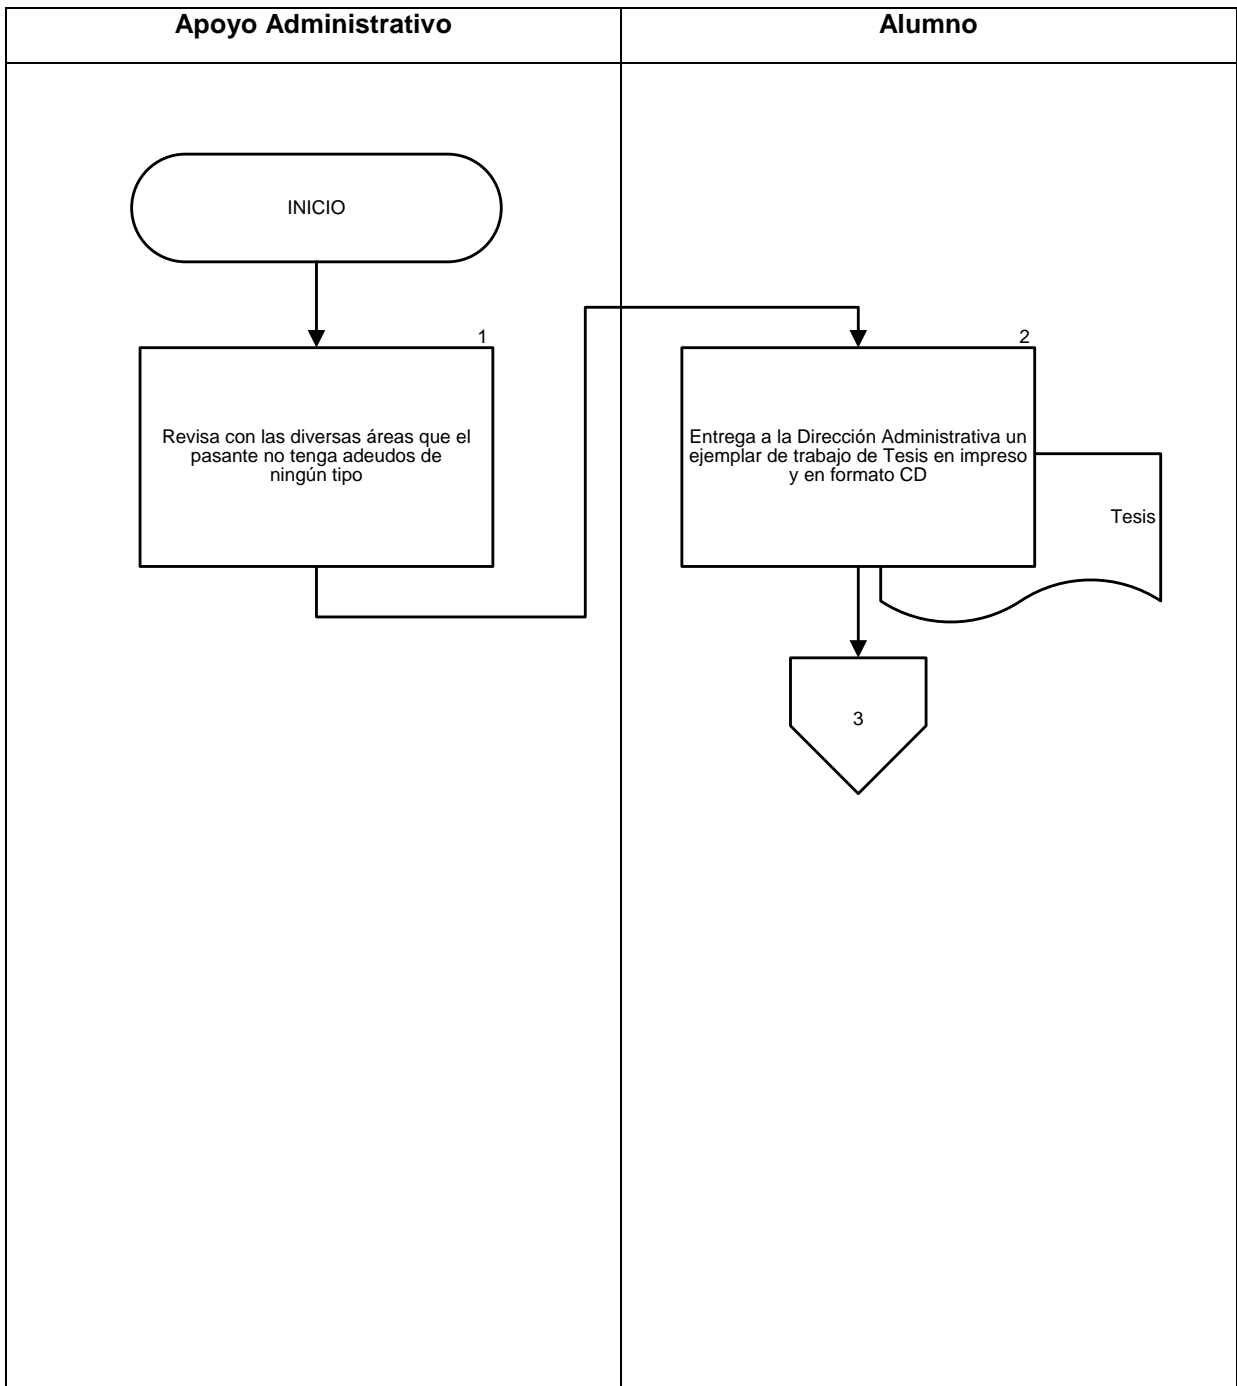 Apoyo Administrativo
Alumno
INICIO
1
Revisa con las diversas áreas que el
pasante no tenga adeudos de
ningún tipo
2
Entrega a la Dirección Administrativa un
ejemplar de trabajo de Tesis en impreso
y en formato CD
Tesis
3